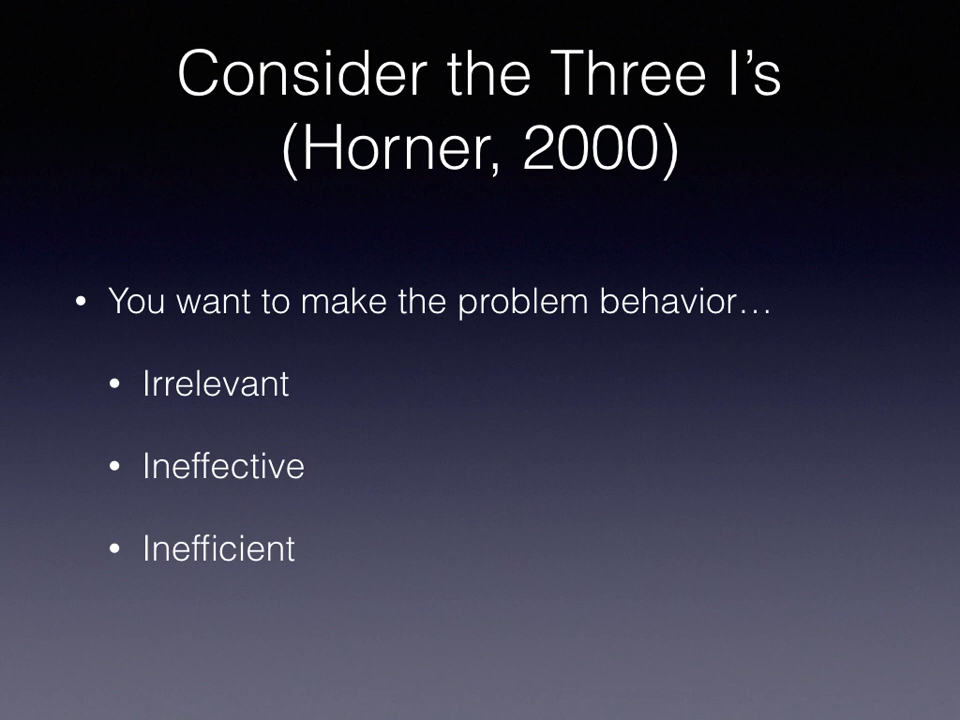 Consider the Three I’s
(Horner, 2000)
• You want to make the problem behavior…
• Irrelevant
• Ineffective
• Inefficient